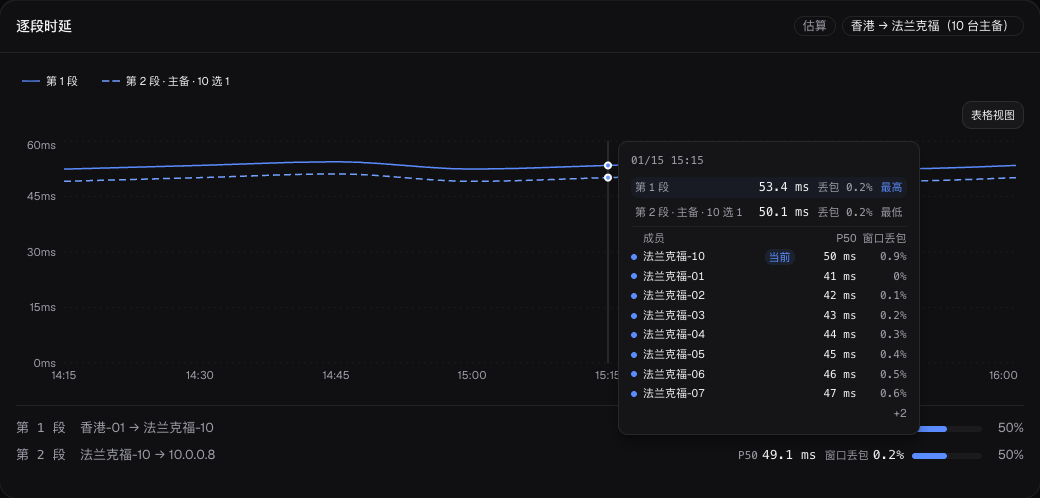 逐段时延
估算 香港 → 法兰克福（10 台主备）
第 1 段 第 2 段 · 主备 · 10 选 1
表格视图
60ms
45ms
30ms
15ms
0ms
14:15 14:30 14:45 15:00 15:15 16:00
01/15 15:15
第 1 段 53.4 ms 丢包 0.2% 最高
第 2 段 · 主备 · 10 选 1 50.1 ms 丢包 0.2% 最低
成员 P50 窗口丢包
法兰克福-10 当前 50 ms 0.9%
法兰克福-01 41 ms 0%
法兰克福-02 42 ms 0.1%
法兰克福-03 43 ms 0.2%
法兰克福-04 44 ms 0.3%
法兰克福-05 45 ms 0.4%
法兰克福-06 46 ms 0.5%
法兰克福-07 47 ms 0.6%
+2
第 1 段 香港-01 → 法兰克福-10 50%
第 2 段 法兰克福-10 → 10.0.0.8 P50 49.1 ms 窗口丢包 0.2% 50%